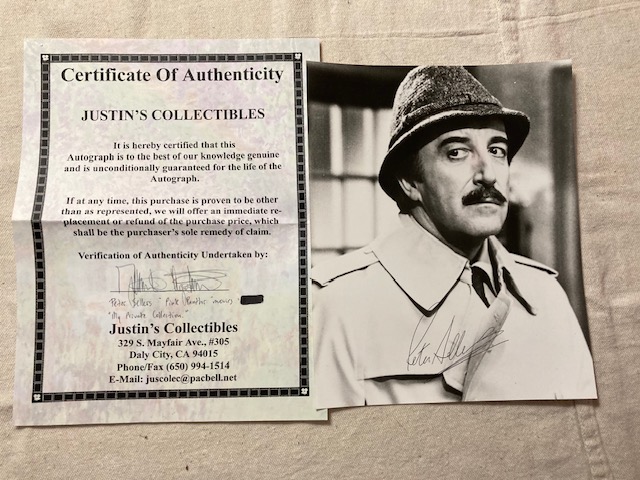 Certificate Of Authenticity
JUSTIN'S COLLECTIBLES
It is hereby certified that this
Autograph is to the best of our knowledge genuine
and is unconditionally guaranteed for the life of the
Autograph.
If at any time, this purchase is proven to be other
than as represented, we will offer an immediate re-
placement or refund of the purchase price, which
shall be the purchaser's sole remedy of claim.
Verification of Authenticity Undertaken by:
Peter Sellers "Pink Panther" movies
"My Private Collection."
Justin's Collectibles
329 S. Mayfair Ave., #305
Daly City, CA 94015
Phone/Fax (650) 994-1514
E-Mail: juscolec@pacbell.net
Peter Sellers